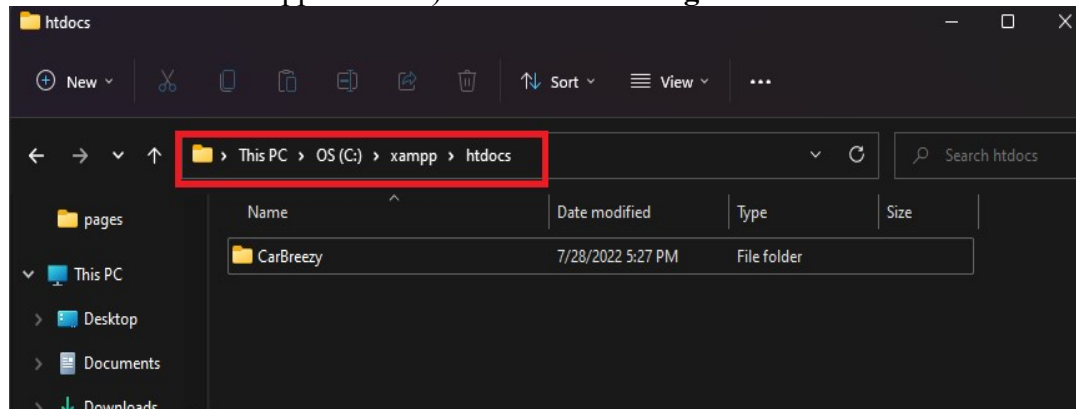 htdocs
New
Sort
View
This PC > OS (C:) > xampp > htdocs
Search htdocs
pages
Name
Date modified
Type
Size
CarBreezy
7/28/2022 5:27 PM
File folder
This PC
Desktop
Documents
Downloads